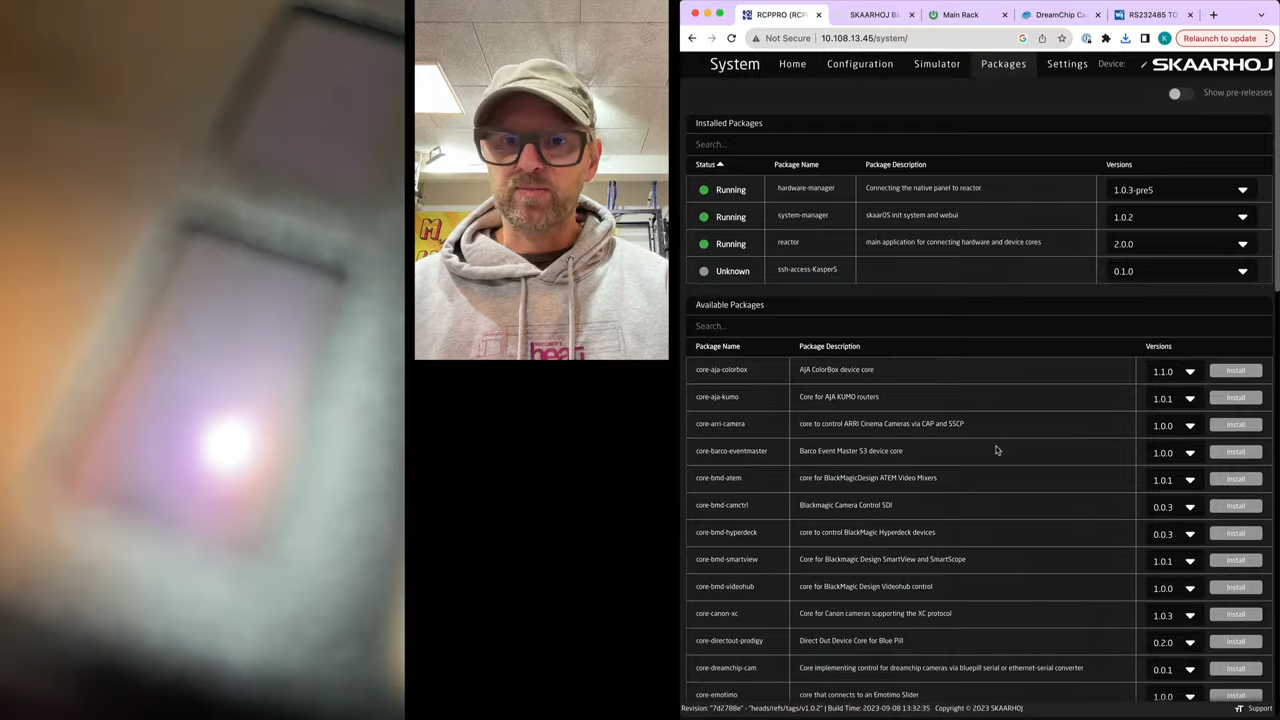 RCPPRO (RCP
SKAARHOJ Bl
Main Rack
DreamChip Ca
RS232485 TO
Not Secure
10.108.13.45/system/
K
Relaunch to update
System
Home
Configuration
Simulator
Packages
Settings
Device:
SKAARHOJ
Show pre-releases
Installed Packages
Search...
Status Package Name Package Description Versions
Running hardware-manager Connecting the native panel to reactor 1.0.3-pre5
Running system-manager skaarOS init system and webui 1.0.2
Running reactor main application for connecting hardware and device cores 2.0.0
Unknown ssh-access-KasperS 0.1.0
Available Packages
Search...
Package Name Package Description Versions
core-aja-colorbox AJA ColorBox device core 1.1.0 Install
core-aja-kumo Core for AJA KUMO routers 1.0.1 Install
core-arri-camera core to control ARRI Cinema Cameras via CAP and SSCP 1.0.0 Install
core-barco-eventmaster Barco Event Master S3 device core 1.0.0 Install
core-bmd-atem core for BlackMagicDesign ATEM Video Mixers 1.0.1 Install
core-bmd-camctrl Blackmagic Camera Control SDI 0.0.3 Install
core-bmd-hyperdeck core to control BlackMagic Hyperdeck devices 0.0.3 Install
core-bmd-smartview Core for Blackmagic Design SmartView and SmartScope 1.0.1 Install
core-bmd-videohub core for BlackMagic Design Videohub control 1.0.0 Install
core-canon-xc Core for Canon cameras supporting the XC protocol 1.0.3 Install
core-directout-prodigy Direct Out Device Core for Blue Pill 0.2.0 Install
core-dreamchip-cam Core implementing control for dreamchip cameras via bluepill serial or ethernet-serial converter 0.0.1 Install
core-emotimo core that connects to an Emotimo Slider 1.0.0 Install
Revision: "7d2788e" - "heads/refs/tags/v1.0.2" | Build Time: 2023-09-08 13:32:35 Copyright © 2023 SKAARHOJ
Support
M